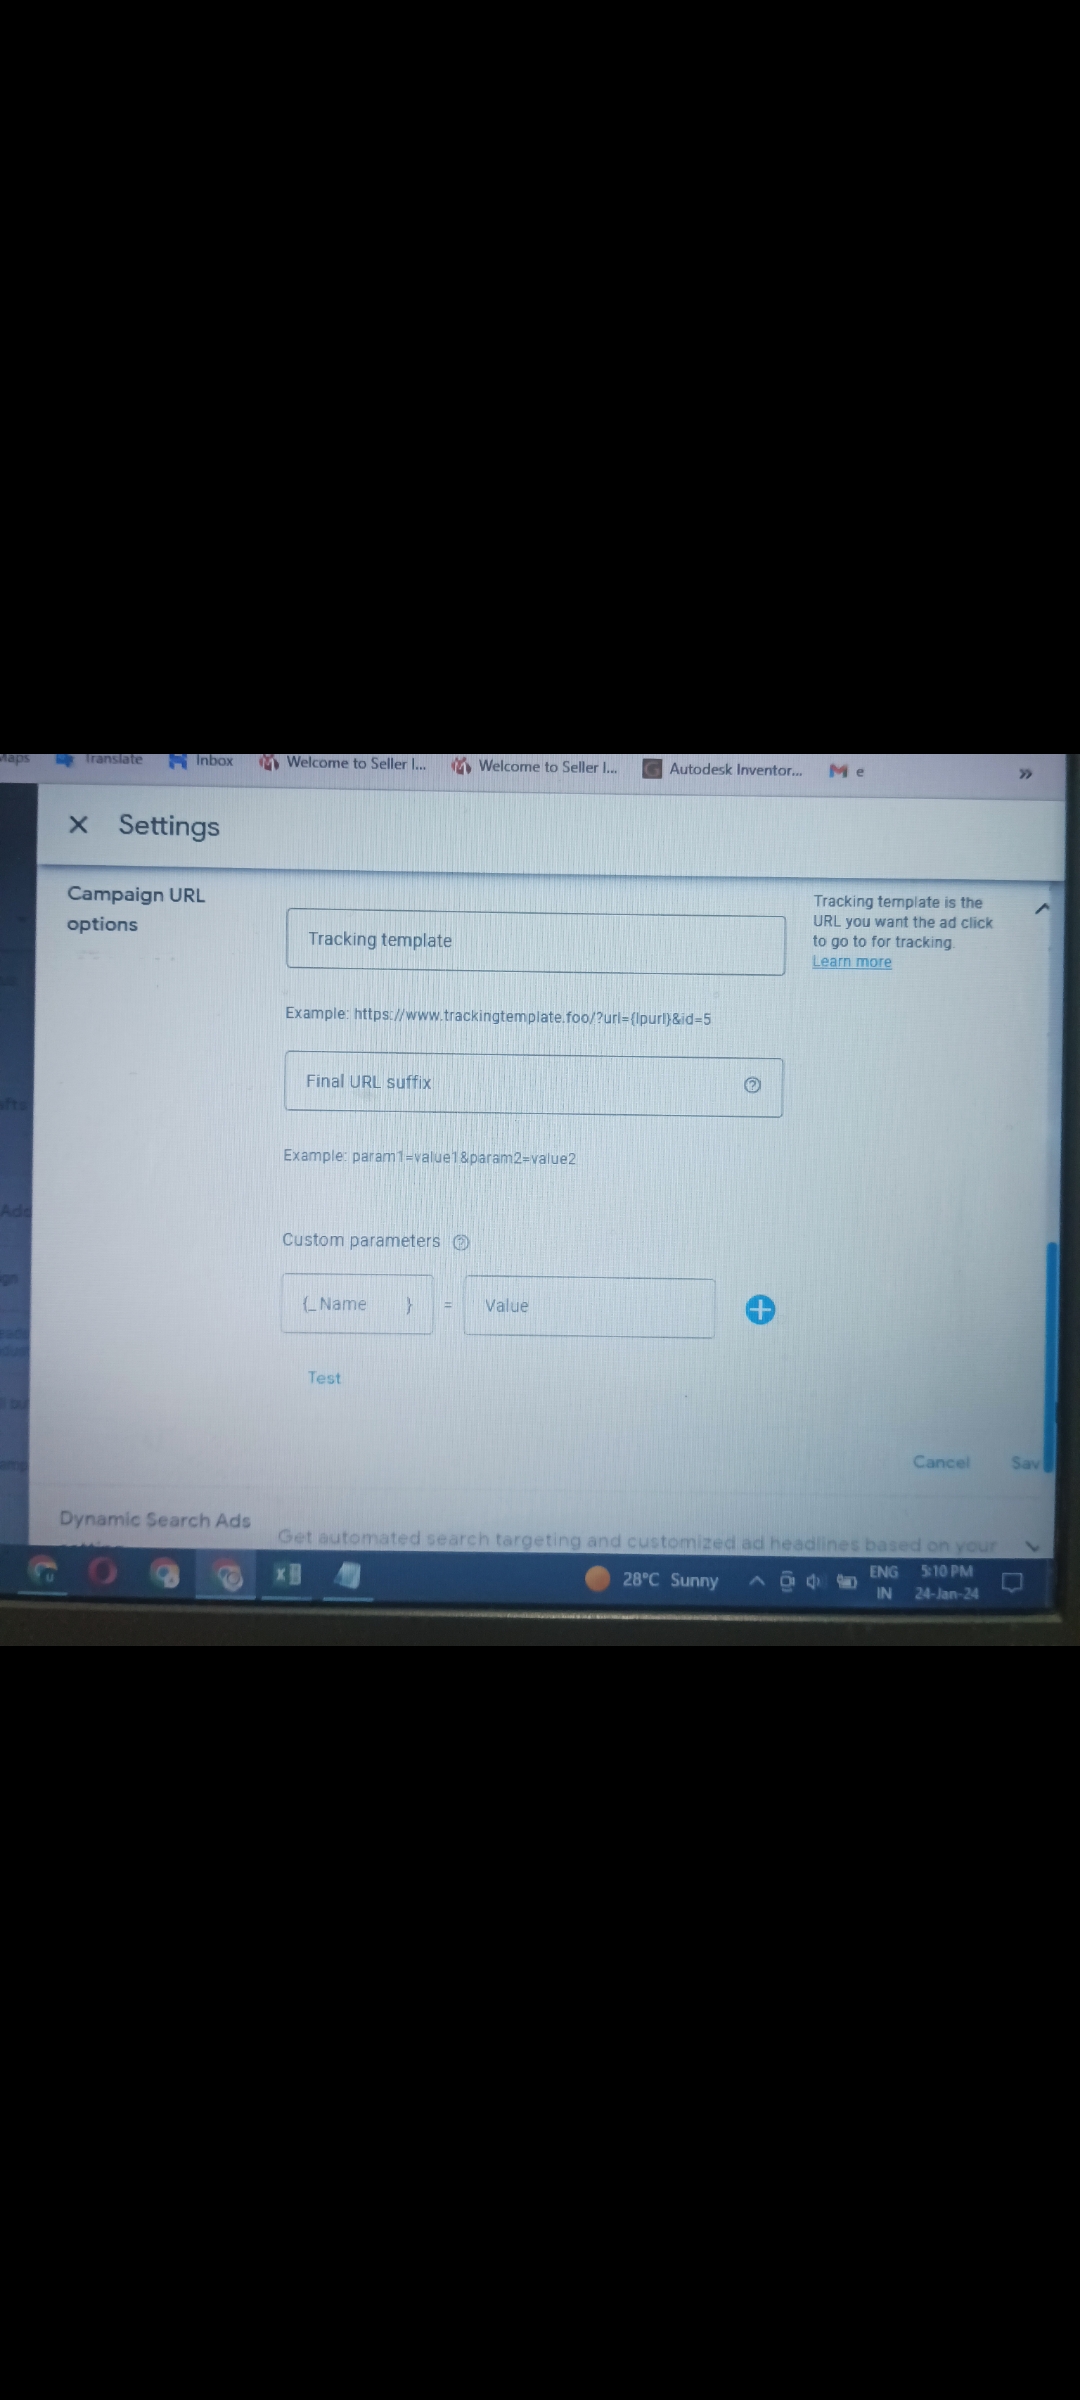 Maps Translate Inbox Welcome to Seller I... Welcome to Seller I... Autodesk Inventor... e »
Settings
Campaign URL
options
Tracking template
Tracking template is the
URL you want the ad click
to go to for tracking.
Learn more
Example: https://www.trackingtemplate.foo/?url={lpurl}&id=5
Final URL suffix
Example: param1=value1&param2=value2
Custom parameters
{_Name } = Value
Test
Cancel Sav
Dynamic Search Ads
Get automated search targeting and customized ad headlines based on your
28°C Sunny
ENG
IN
5:10 PM
24-Jan-24